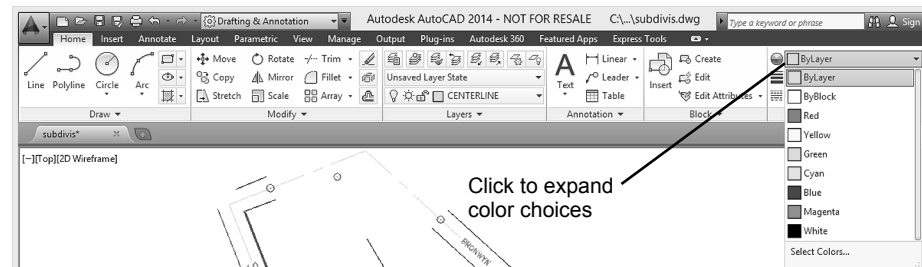 Drafting & Annotation
Autodesk AutoCAD 2014 - NOT FOR RESALE C:\...\subdivis.dwg
Type a keyword or phrase
Sign
Home Insert Annotate Layout Parametric View Manage Output Plug-ins Autodesk 360 Featured Apps Express Tools
Line Polyline Circle Arc
Move Rotate Trim
Copy Mirror Fillet
Stretch Scale Array
Unsaved Layer State
CENTERLINE
A
Text
Linear
Leader
Table
Insert
Create
Edit
Edit Attributes
ByLayer
Draw Modify Layers Annotation Block
ByLayer
ByBlock
Red
Yellow
Green
Cyan
Blue
Magenta
White
Select Colors...
subdivis*
[−][Top][2D Wireframe]
Click to expand
color choices
BRONWYN